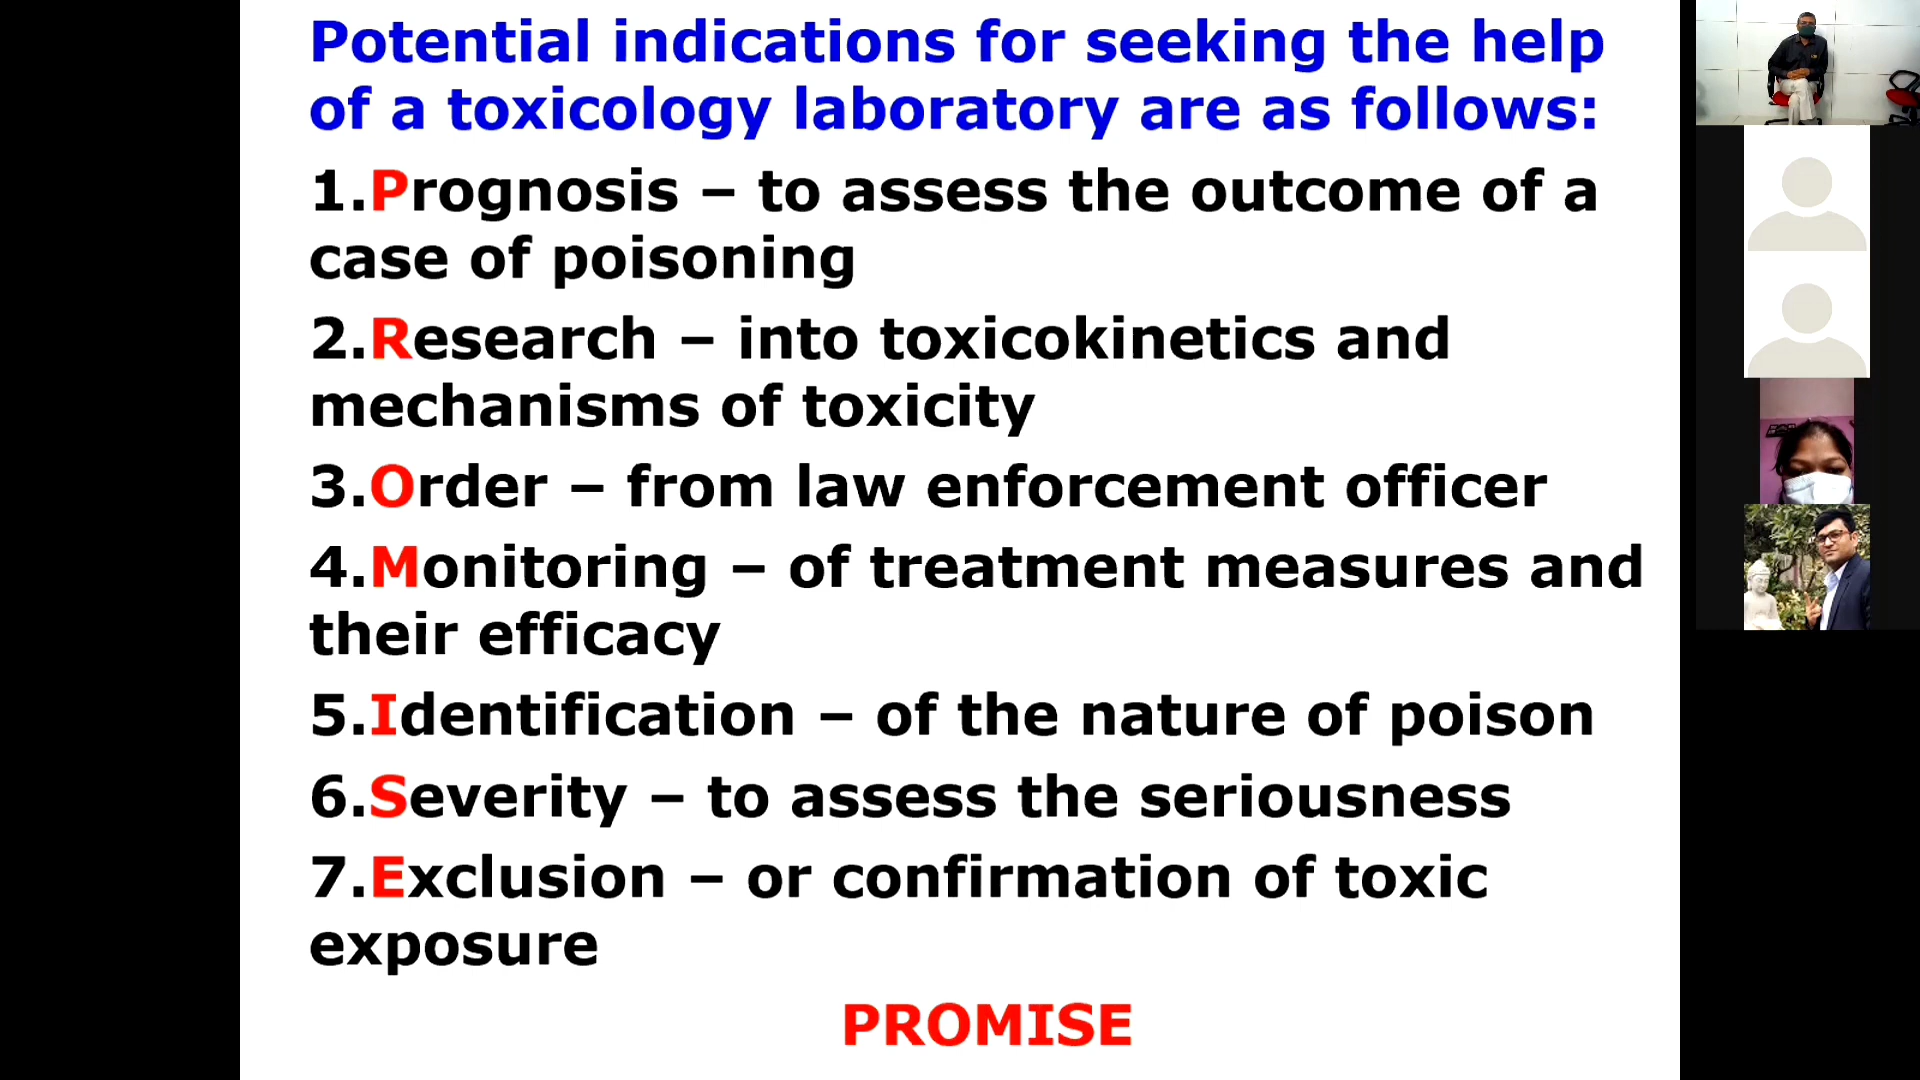 Potential indications for seeking the help
of a toxicology laboratory are as follows:
1.Prognosis – to assess the outcome of a
case of poisoning
2.Research – into toxicokinetics and
mechanisms of toxicity
3.Order – from law enforcement officer
4.Monitoring – of treatment measures and
their efficacy
5.Identification – of the nature of poison
6.Severity – to assess the seriousness
7.Exclusion – or confirmation of toxic
exposure
PROMISE